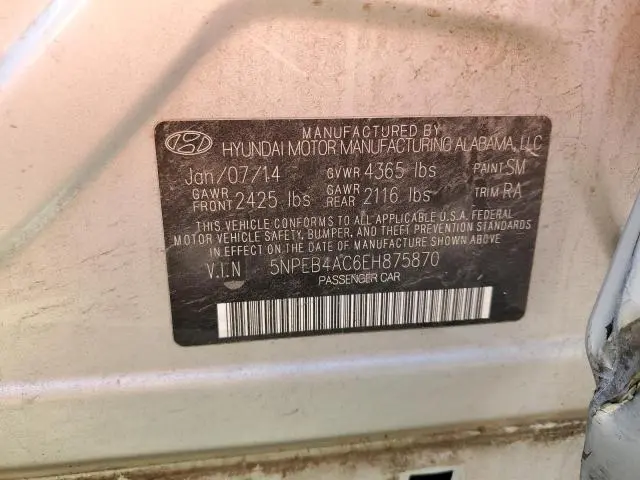 MANUFACTURED BY
HYUNDAI MOTOR MANUFACTURING ALABAMA, LLC
Jan/07/14 GVWR 4365 lbs PAINT SM
GAWR FRONT 2425 lbs GAWR REAR 2116 lbs TRIM RA
THIS VEHICLE CONFORMS TO ALL APPLICABLE U.S.A. FEDERAL
MOTOR VEHICLE SAFETY, BUMPER, AND THEFT PREVENTION STANDARDS
IN EFFECT ON THE DATE OF MANUFACTURE SHOWN ABOVE
V.I.N 5NPEB4AC6EH875870
PASSENGER CAR